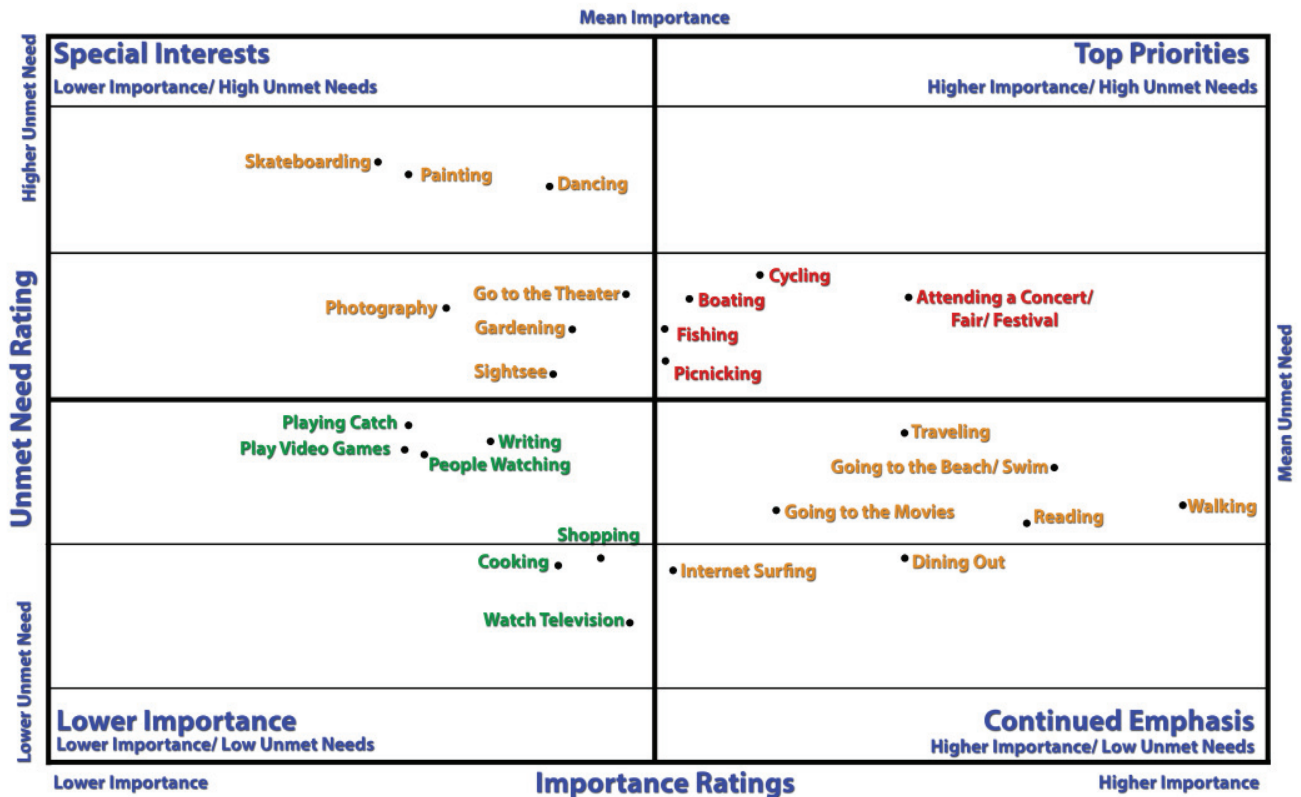 Mean Importance
Special Interests
Lower Importance/ High Unmet Needs
Top Priorities
Higher Importance/ High Unmet Needs
Higher Unmet Need
Unmet Need Rating
Lower Unmet Need
Mean Unmet Need
Skateboarding
Painting
Dancing
Photography
Go to the Theater
Gardening
Sightsee
Cycling
Boating
Attending a Concert/
Fair/ Festival
Fishing
Picnicking
Playing Catch
Play Video Games
Writing
People Watching
Shopping
Cooking
Watch Television
Traveling
Going to the Beach/ Swim
Going to the Movies
Reading
Walking
Internet Surfing
Dining Out
Lower Importance
Lower Importance/ Low Unmet Needs
Continued Emphasis
Higher Importance/ Low Unmet Needs
Lower Importance
Importance Ratings
Higher Importance